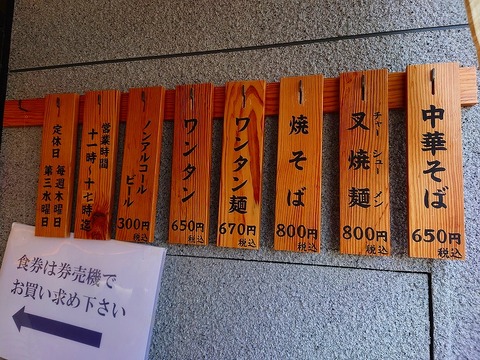 中華そば
650円
税込
叉焼麺
チャーシューメン
800円
税込
焼そば
800円
税込
ワンタン麺
670円
税込
ワンタン
650円
税込
ノンアルコール
ビール
300円
税込
営業時間
十一時～十七時迄
定休日 毎週木曜日
第三水曜日
食券は券売機で
お買い求め下さい